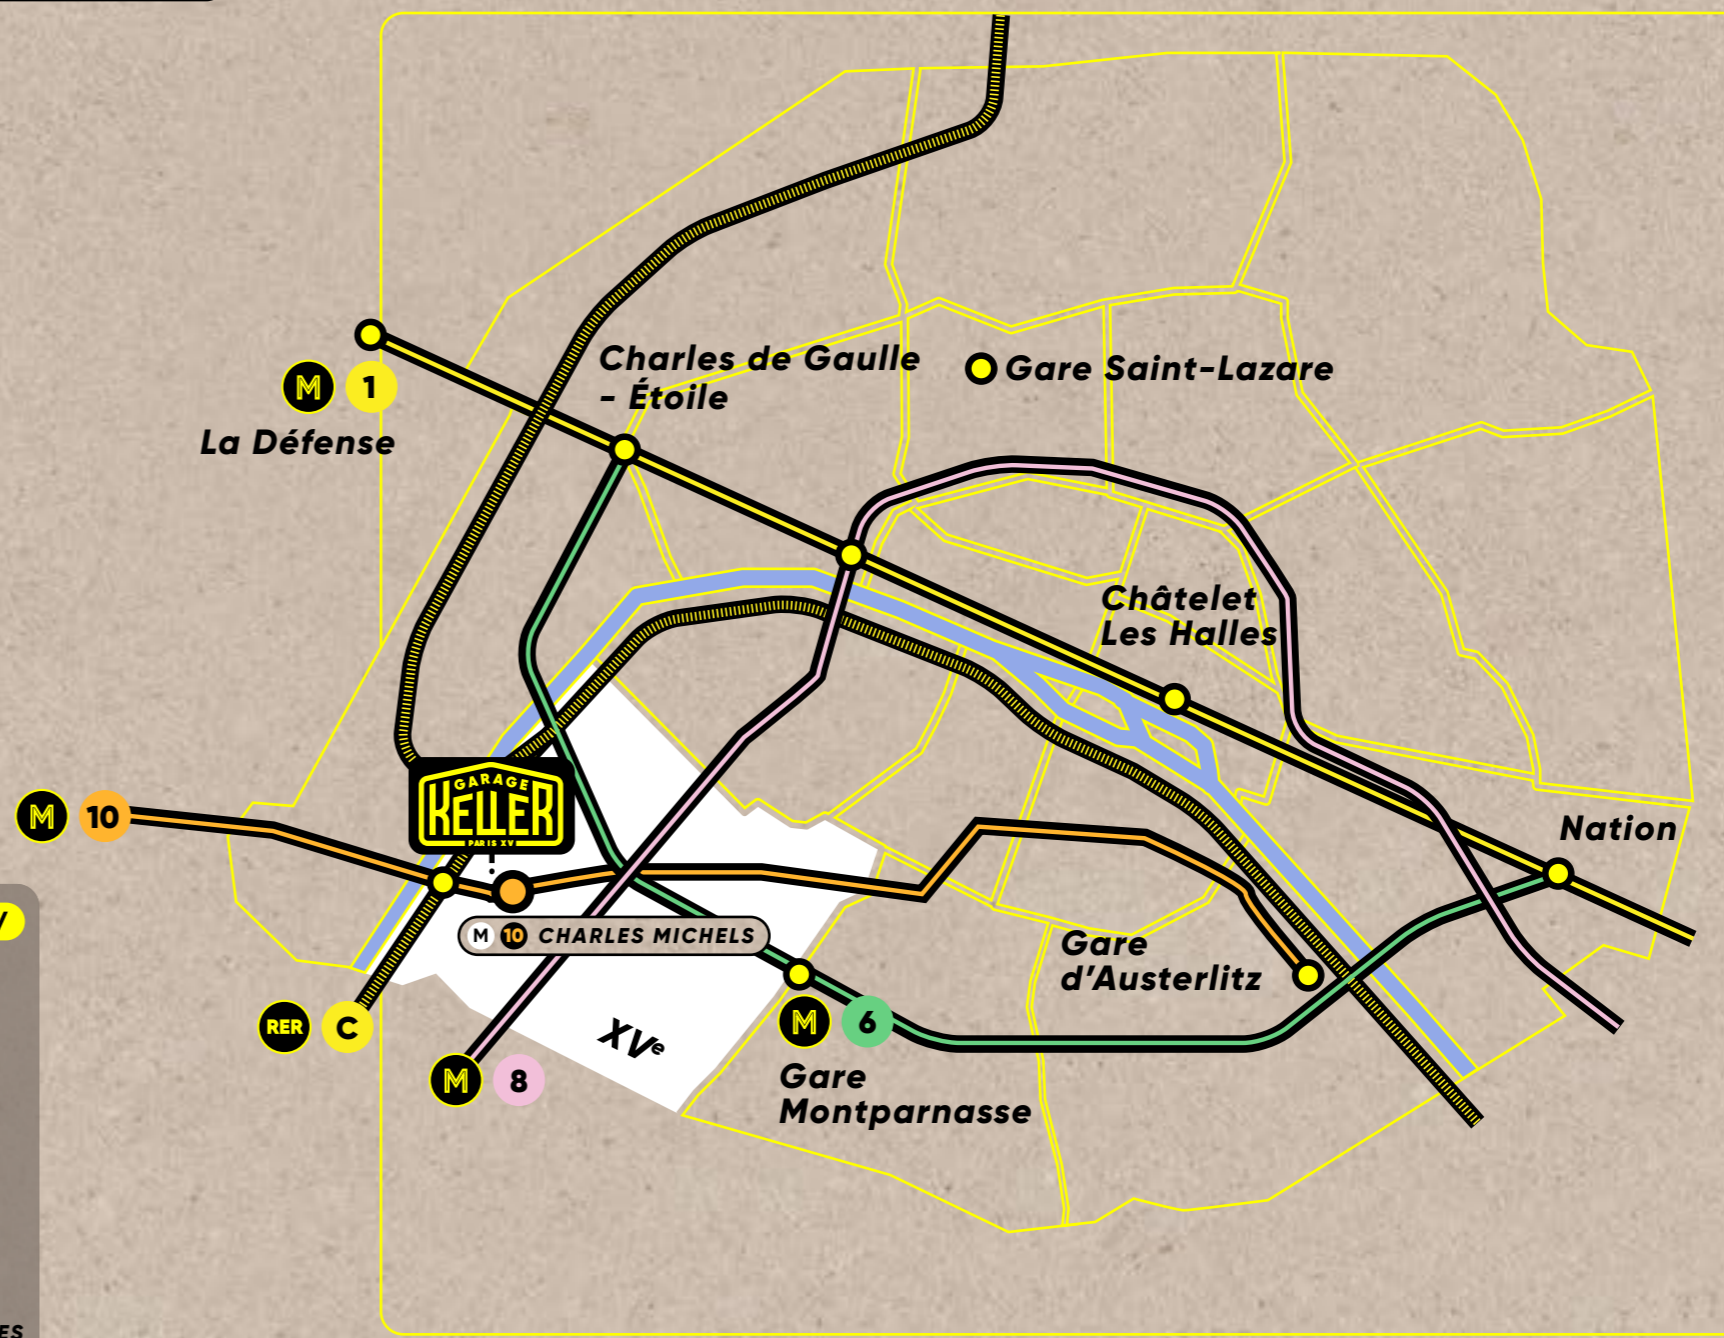 Charles de Gaulle
- Étoile
Gare Saint-Lazare
M 1
La Défense
Châtelet
Les Halles
M 10
GARAGE
KELLER
PARIS XV
Nation
M 10 CHARLES MICHELS
Gare
d'Austerlitz
RER C
M 6
XVe
M 8
Gare
Montparnasse
ES